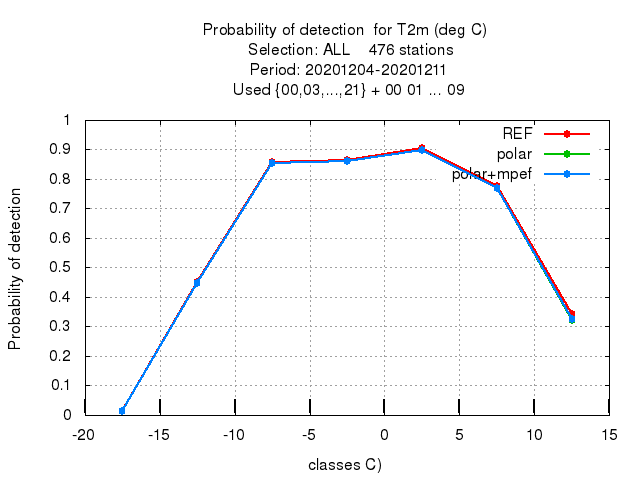 Probability of detection  for T2m (deg C)
Selection: ALL    476 stations
Period: 20201204-20201211
Used {00,03,...,21} + 00 01 ... 09
REF
polar
polar+mpef
1
0.9
0.8
0.7
0.6
0.5
0.4
0.3
0.2
0.1
0
Probability of detection
-20 -15 -10 -5 0 5 10 15
classes C)